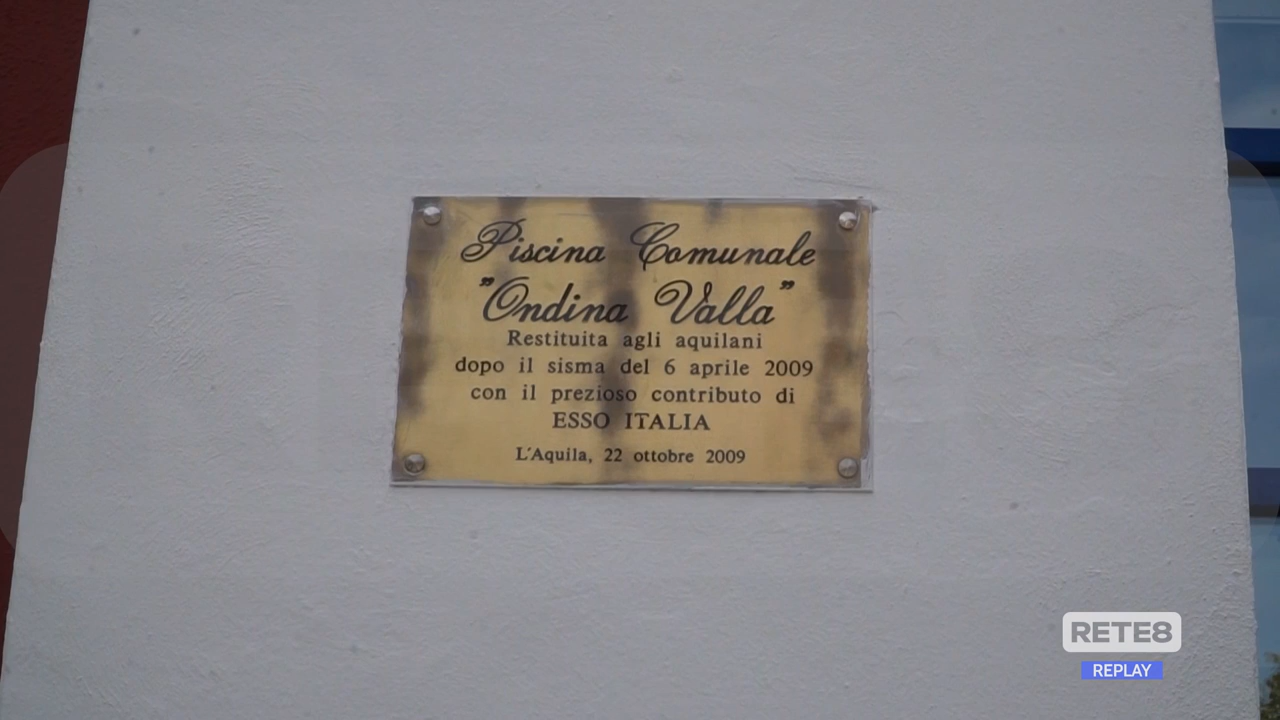 Piscina Comunale
”Ondina Valla”
Restituita agli aquilani
dopo il sisma del 6 aprile 2009
con il prezioso contributo di
ESSO ITALIA
L'Aquila, 22 ottobre 2009
RETE8
REPLAY